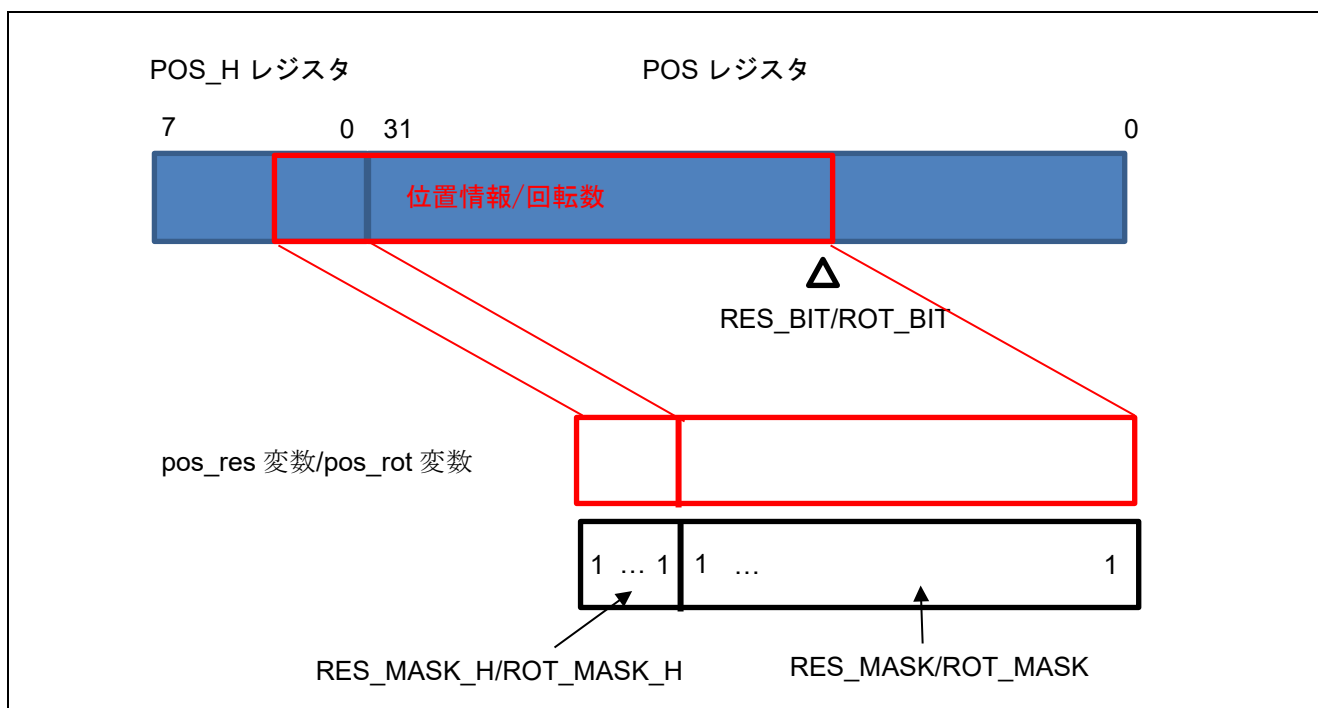 POS_H レジスタ POS レジスタ
7 0 31 0
位置情報/回転数
RES_BIT/ROT_BIT
pos_res 変数/pos_rot 変数
1 … 1 1 … 1
RES_MASK_H/ROT_MASK_H RES_MASK/ROT_MASK